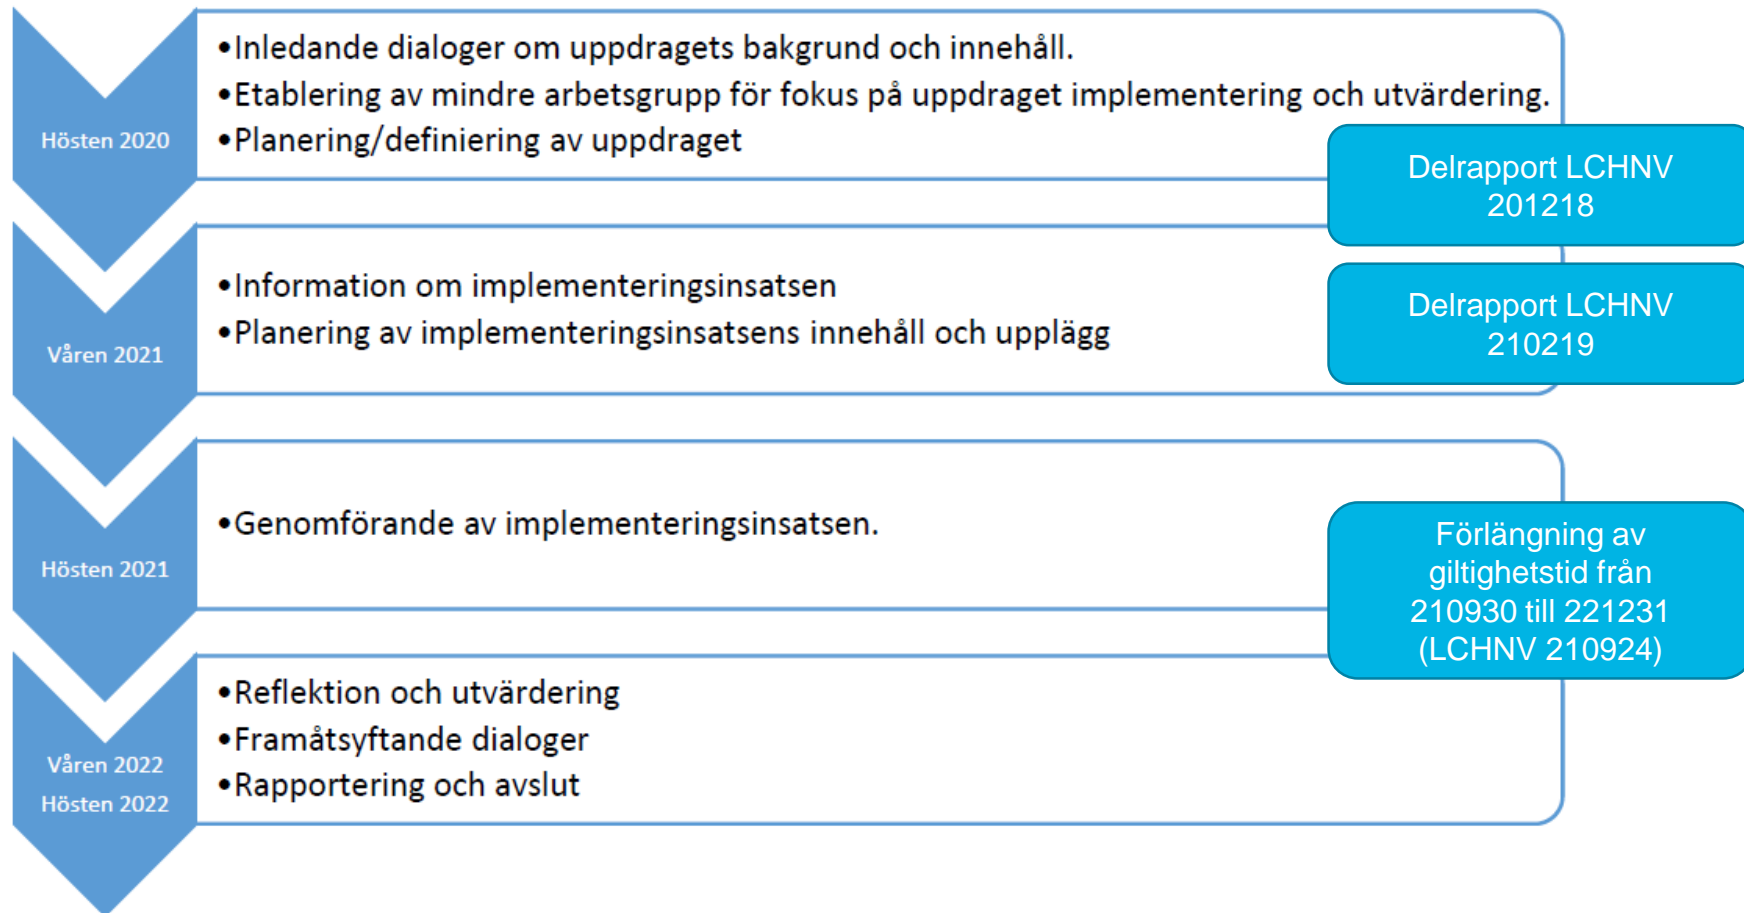 Hösten 2020
•Inledande dialoger om uppdragets bakgrund och innehåll.
•Etablering av mindre arbetsgrupp för fokus på uppdraget implementering och utvärdering.
•Planering/definiering av uppdraget
Delrapport LCHNV
201218
Våren 2021
•Information om implementeringsinsatsen
•Planering av implementeringsinsatsens innehåll och upplägg
Delrapport LCHNV
210219
Hösten 2021
•Genomförande av implementeringsinsatsen.
Förlängning av
giltighetstid från
210930 till 221231
(LCHNV 210924)
Våren 2022
Hösten 2022
•Reflektion och utvärdering
•Framåtsyftande dialoger
•Rapportering och avslut